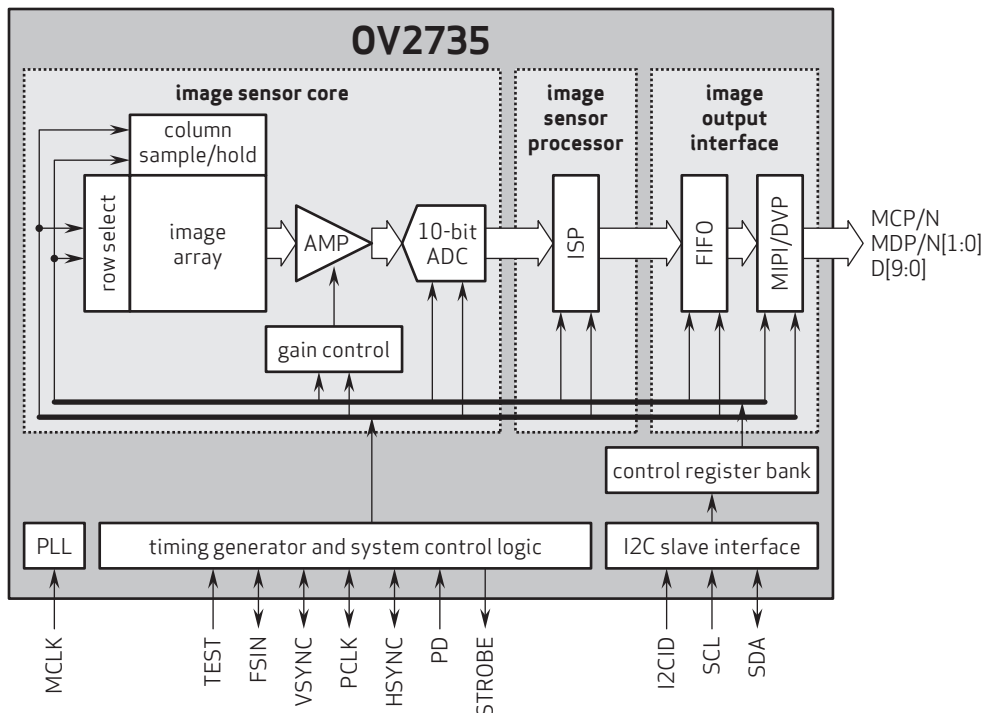 OV2735
image sensor core
image
sensor
processor
image
output
interface
column
sample/hold
row select
image
array
AMP
10-bit
ADC
gain control
ISP
FIFO
MIPI/DVP
MCP/N
MDP/N[1:0]
D[9:0]
control register bank
PLL
timing generator and system control logic
I2C slave interface
MCLK
TEST
FSIN
VSYNC
PCLK
HSYNC
PD
STROBE
I2CID
SCL
SDA